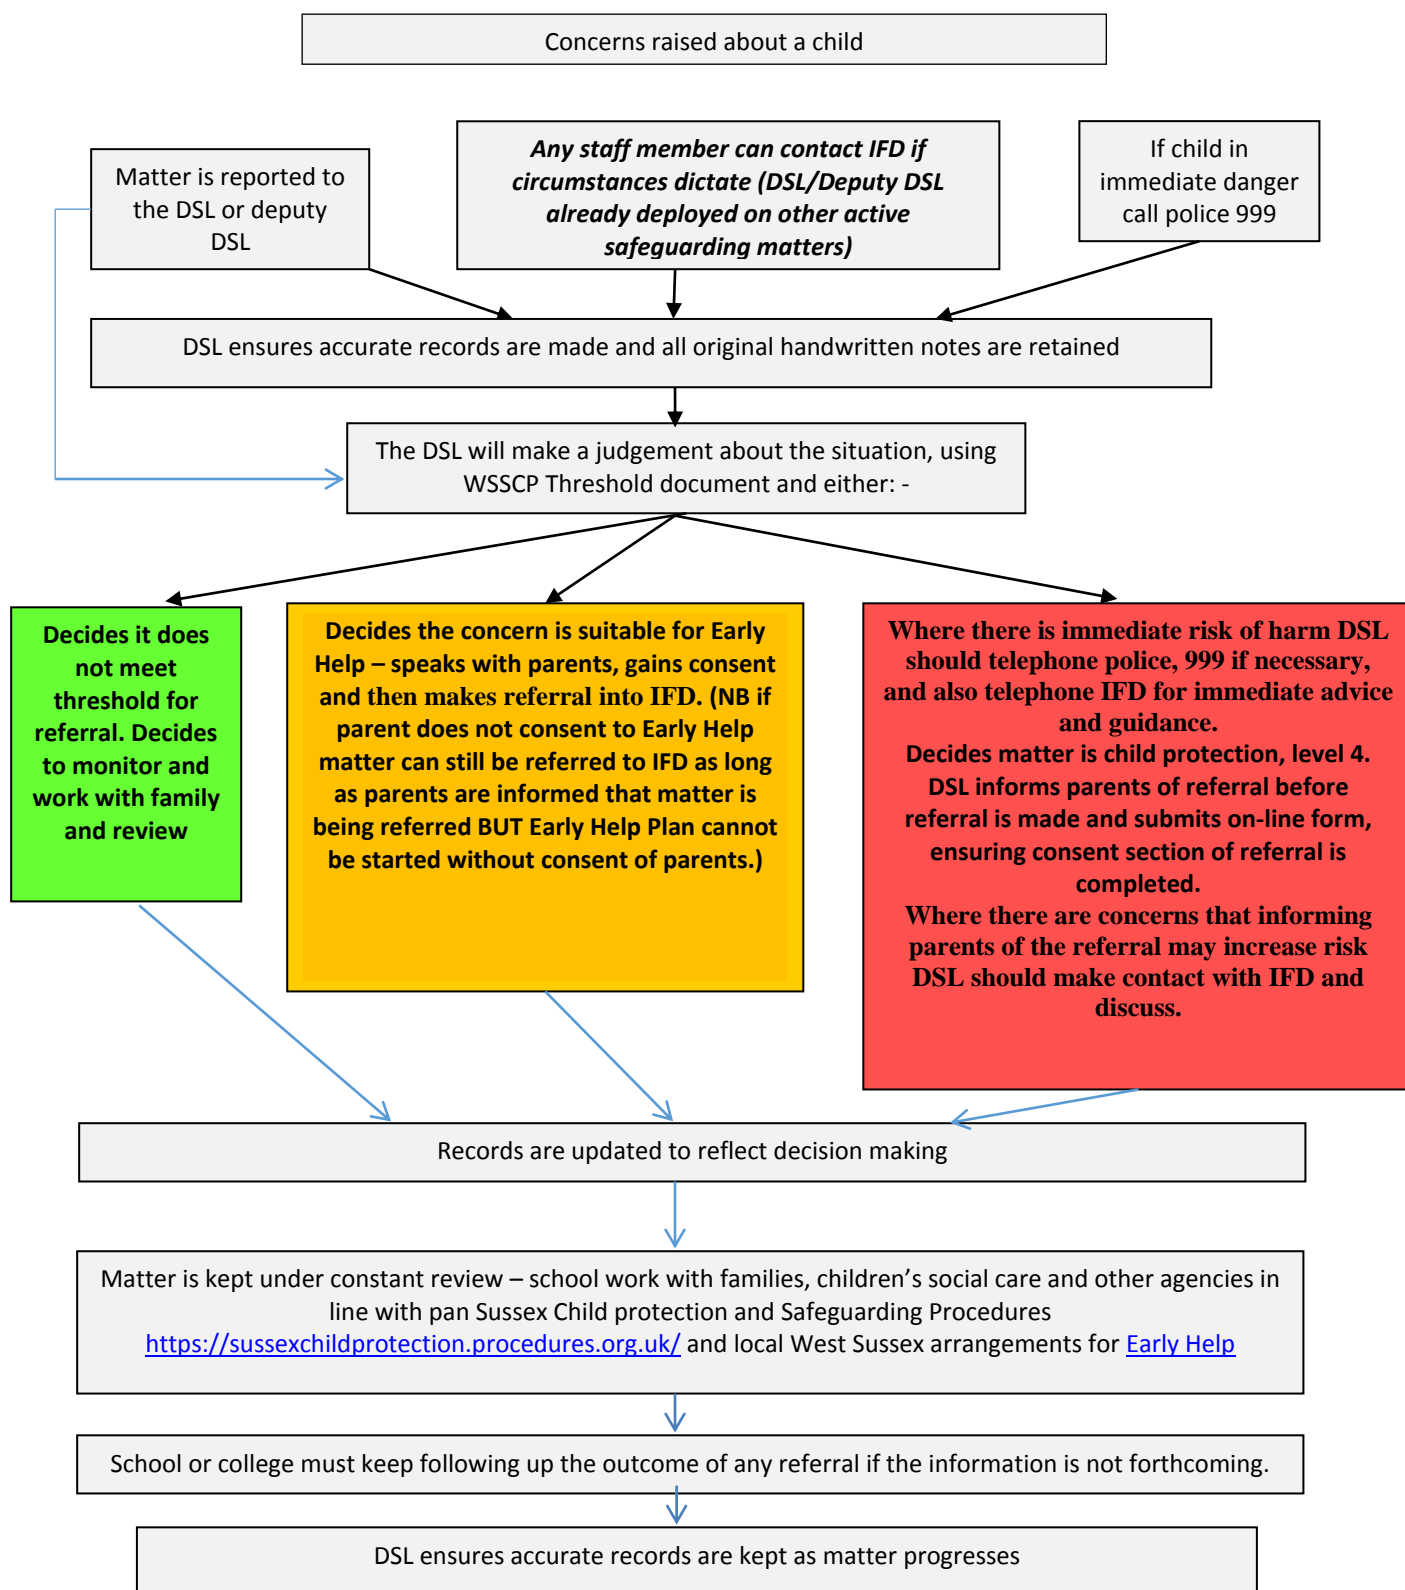 Concerns raised about a child
Matter is reported to
the DSL or deputy
DSL
Any staff member can contact IFD if
circumstances dictate (DSL/Deputy DSL
already deployed on other active
safeguarding matters)
If child in
immediate danger
call police 999
DSL ensures accurate records are made and all original handwritten notes are retained
The DSL will make a judgement about the situation, using
WSSCP Threshold document and either: -
Decides it does
not meet
threshold for
referral. Decides
to monitor and
work with family
and review
Decides the concern is suitable for Early
Help – speaks with parents, gains consent
and then makes referral into IFD. (NB if
parent does not consent to Early Help
matter can still be referred to IFD as long
as parents are informed that matter is
being referred BUT Early Help Plan cannot
be started without consent of parents.)
Where there is immediate risk of harm DSL
should telephone police, 999 if necessary,
and also telephone IFD for immediate advice
and guidance.
Decides matter is child protection, level 4.
DSL informs parents of referral before
referral is made and submits on-line form,
ensuring consent section of referral is
completed.
Where there are concerns that informing
parents of the referral may increase risk
DSL should make contact with IFD and
discuss.
Records are updated to reflect decision making
Matter is kept under constant review – school work with families, children’s social care and other agencies in
line with pan Sussex Child protection and Safeguarding Procedures
https://sussexchildprotection.procedures.org.uk/ and local West Sussex arrangements for Early Help
School or college must keep following up the outcome of any referral if the information is not forthcoming.
DSL ensures accurate records are kept as matter progresses